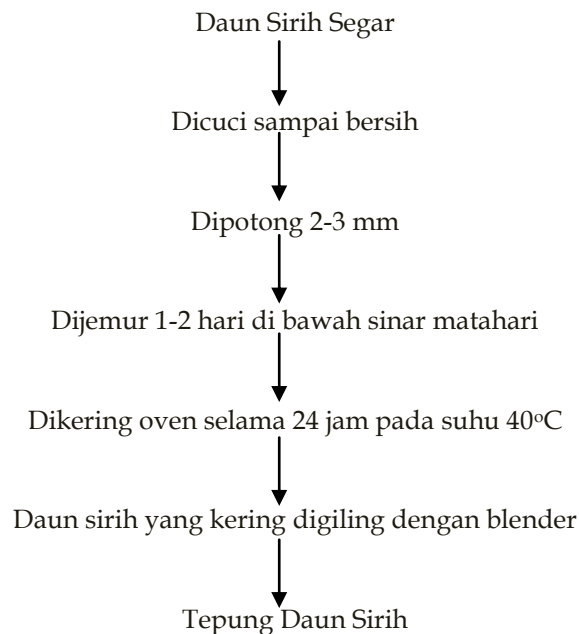 Daun Sirih Segar
Dicuci sampai bersih
Dipotong 2-3 mm
Dijemur 1-2 hari di bawah sinar matahari
Dikering oven selama 24 jam pada suhu 40ºC
Daun sirih yang kering digiling dengan blender
Tepung Daun Sirih